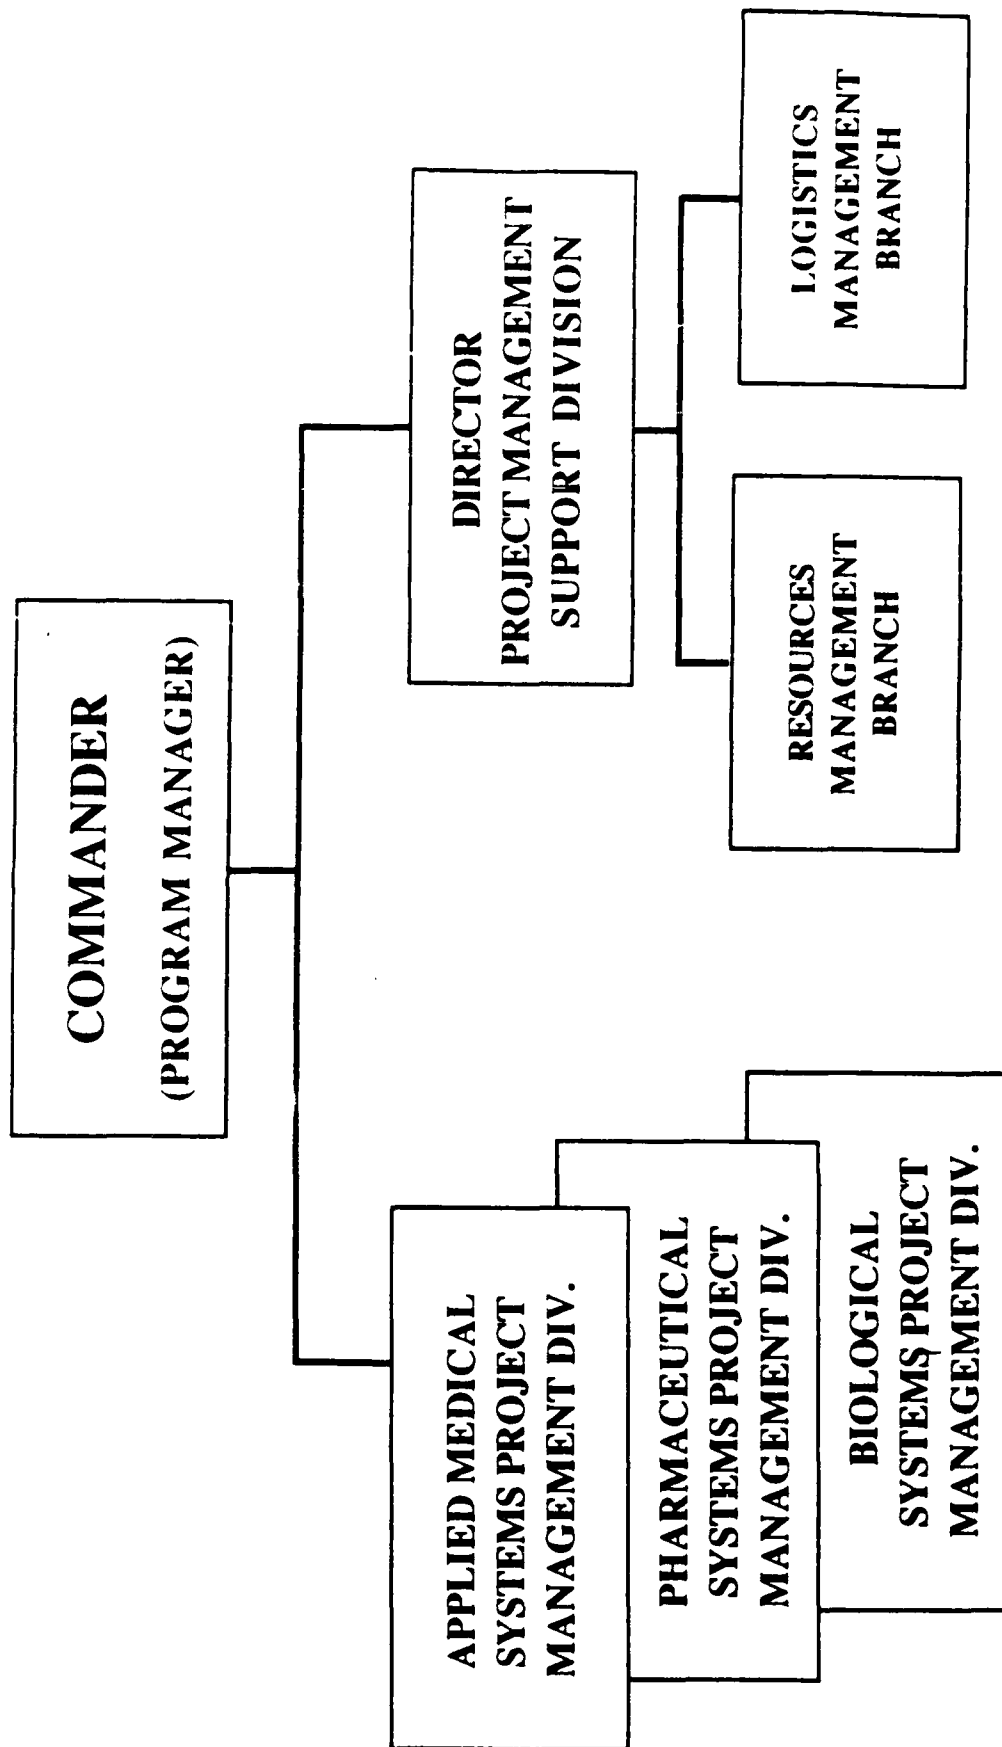 COMMANDER
(PROGRAM MANAGER)
APPLIED MEDICAL
SYSTEMS PROJECT
MANAGEMENT DIV.
PHARMACEUTICAL
SYSTEMS PROJECT
MANAGEMENT DIV.
BIOLOGICAL
SYSTEMS PROJECT
MANAGEMENT DIV.
DIRECTOR
PROJECT MANAGEMENT
SUPPORT DIVISION
RESOURCES
MANAGEMENT
BRANCH
LOGISTICS
MANAGEMENT
BRANCH